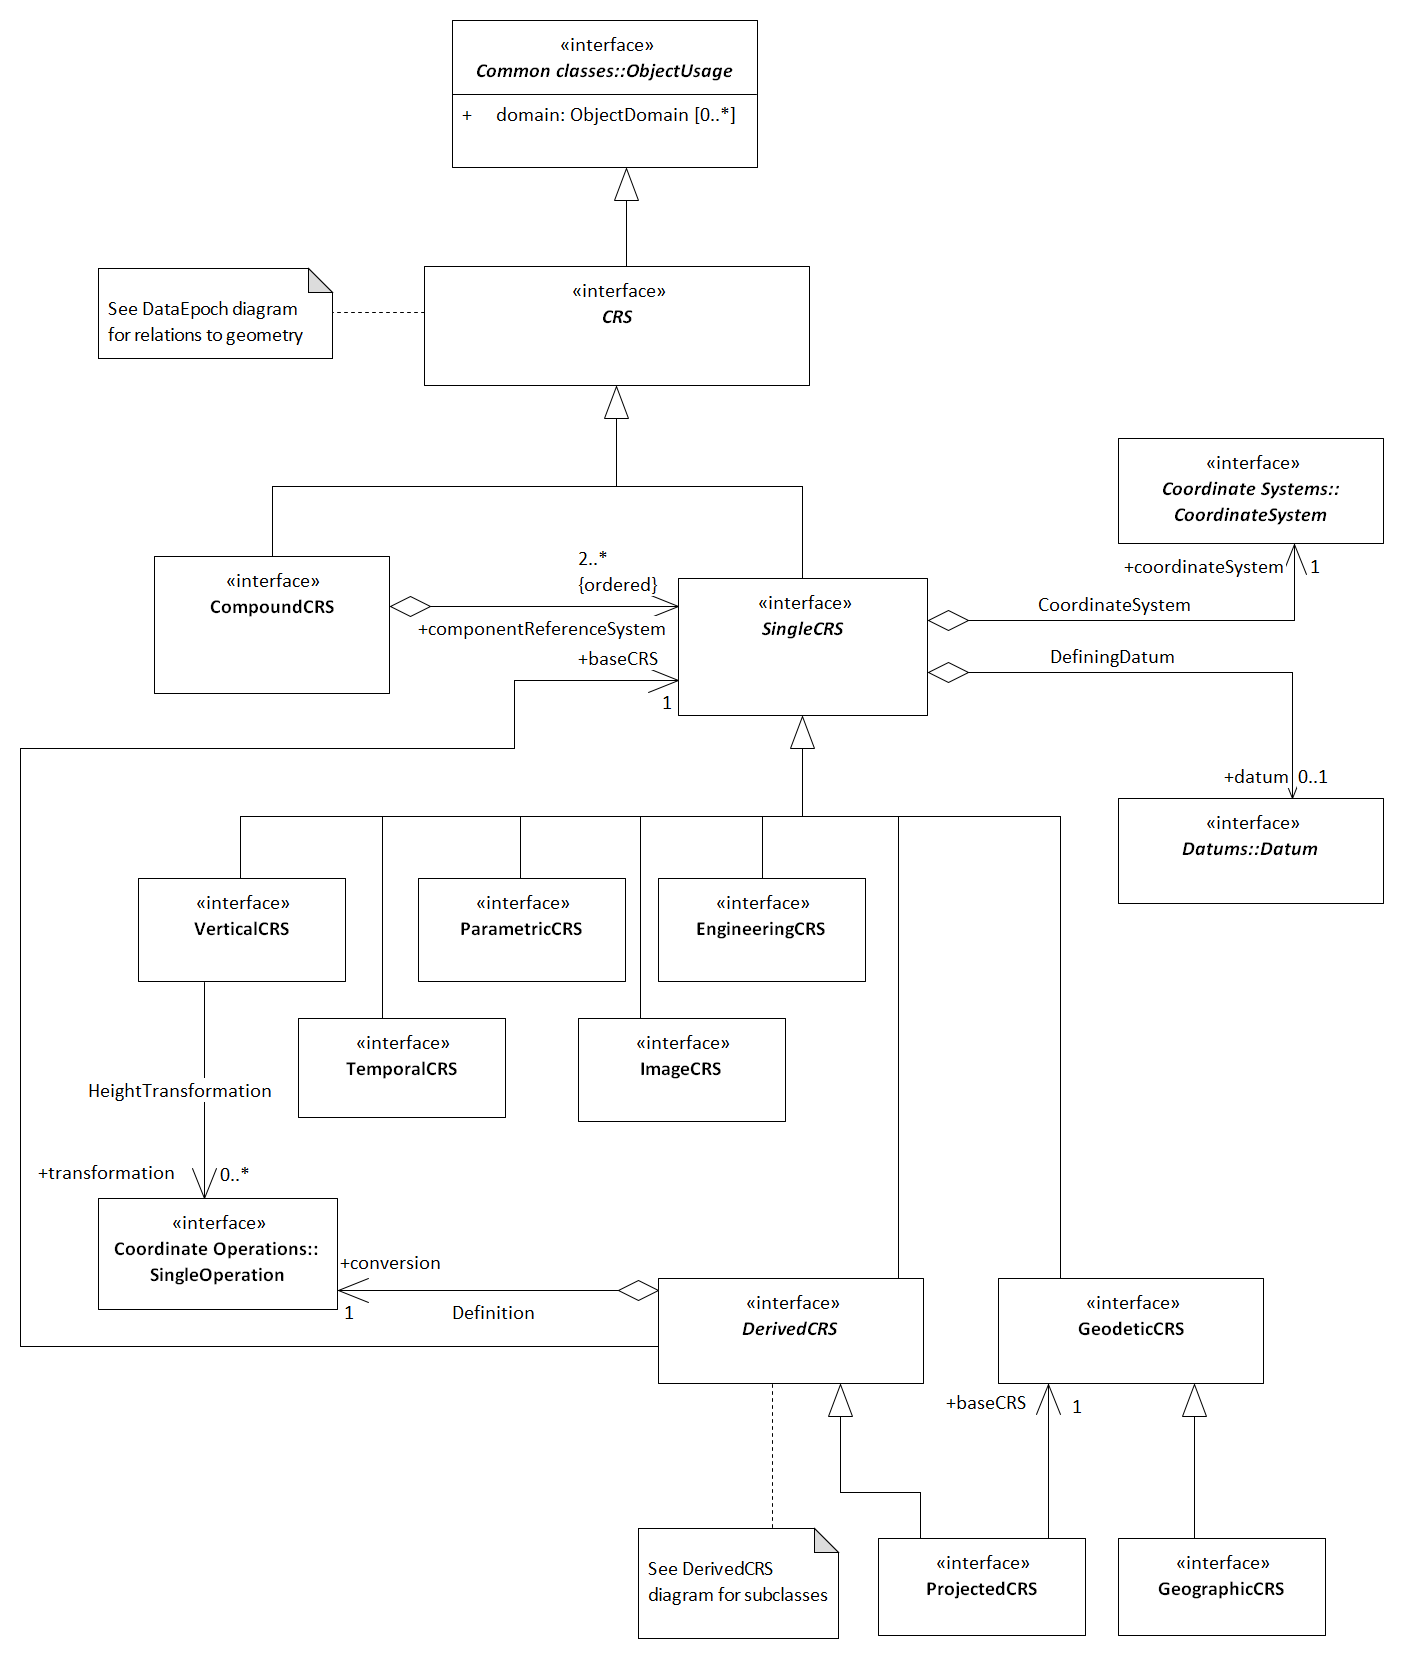 «interface»
Common classes::ObjectUsage
+ domain: ObjectDomain [0..*]
See DataEpoch diagram
for relations to geometry
«interface»
CRS
«interface»
Coordinate Systems::
CoordinateSystem
«interface»
CompoundCRS
2..*
{ordered}
+componentReferenceSystem
+baseCRS
1
«interface»
SingleCRS
+coordinateSystem
1
CoordinateSystem
DefiningDatum
+datum
0..1
«interface»
Datums::Datum
«interface»
VerticalCRS
«interface»
ParametricCRS
«interface»
EngineeringCRS
«interface»
TemporalCRS
«interface»
ImageCRS
HeightTransformation
+transformation
0..*
«interface»
Coordinate Operations::
SingleOperation
+conversion
1
Definition
«interface»
DerivedCRS
«interface»
GeodeticCRS
+baseCRS
1
See DerivedCRS
diagram for subclasses
«interface»
ProjectedCRS
«interface»
GeographicCRS